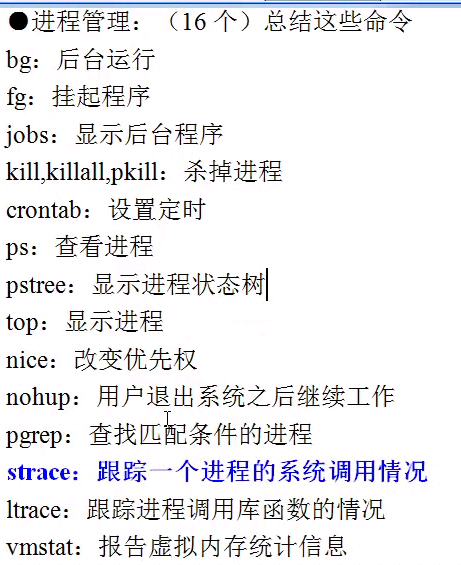 ●进程管理：（16 个）总结这些命令
bg：后台运行
fg：挂起程序
jobs：显示后台程序
kill,killall,pkill：杀掉进程
crontab：设置定时
ps：查看进程
pstree：显示进程状态树
top：显示进程
nice：改变优先权
nohup：用户退出系统之后继续工作
pgrep：查找匹配条件的进程
strace：跟踪一个进程的系统调用情况
ltrace：跟踪进程调用库函数的情况
vmstat：报告虚拟内存统计信息